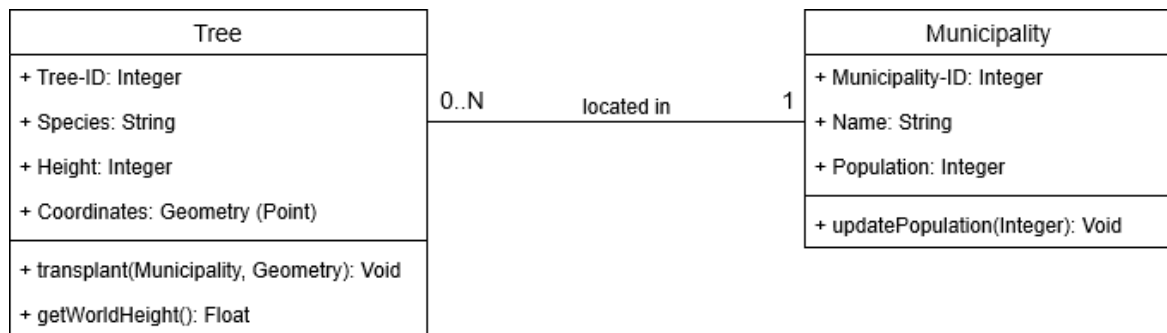 Tree
+ Tree-ID: Integer
+ Species: String
+ Height: Integer
+ Coordinates: Geometry (Point)
+ transplant(Municipality, Geometry): Void
+ getWorldHeight(): Float
0..N
located in
1
Municipality
+ Municipality-ID: Integer
+ Name: String
+ Population: Integer
+ updatePopulation(Integer): Void